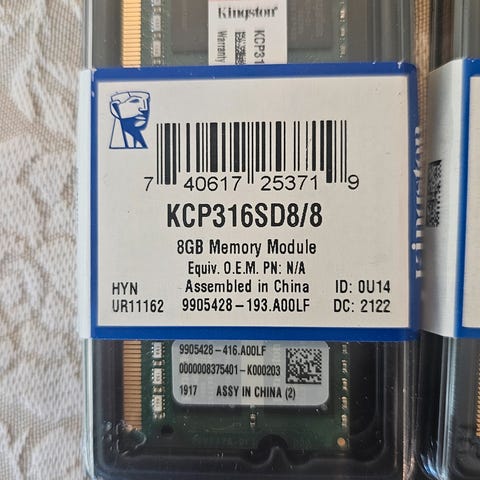 Kingston
KCP316
Warranty
7 40617 25371 9
KCP316SD8/8
8GB Memory Module
Equiv. O.E.M. PN: N/A
HYN Assembled in China ID: 0U14
UR11162 9905428-193.A00LF DC: 2122
Kingston
9905428-416.A00LF
0000008375401-K000203
1917 ASSY IN CHINA (2)